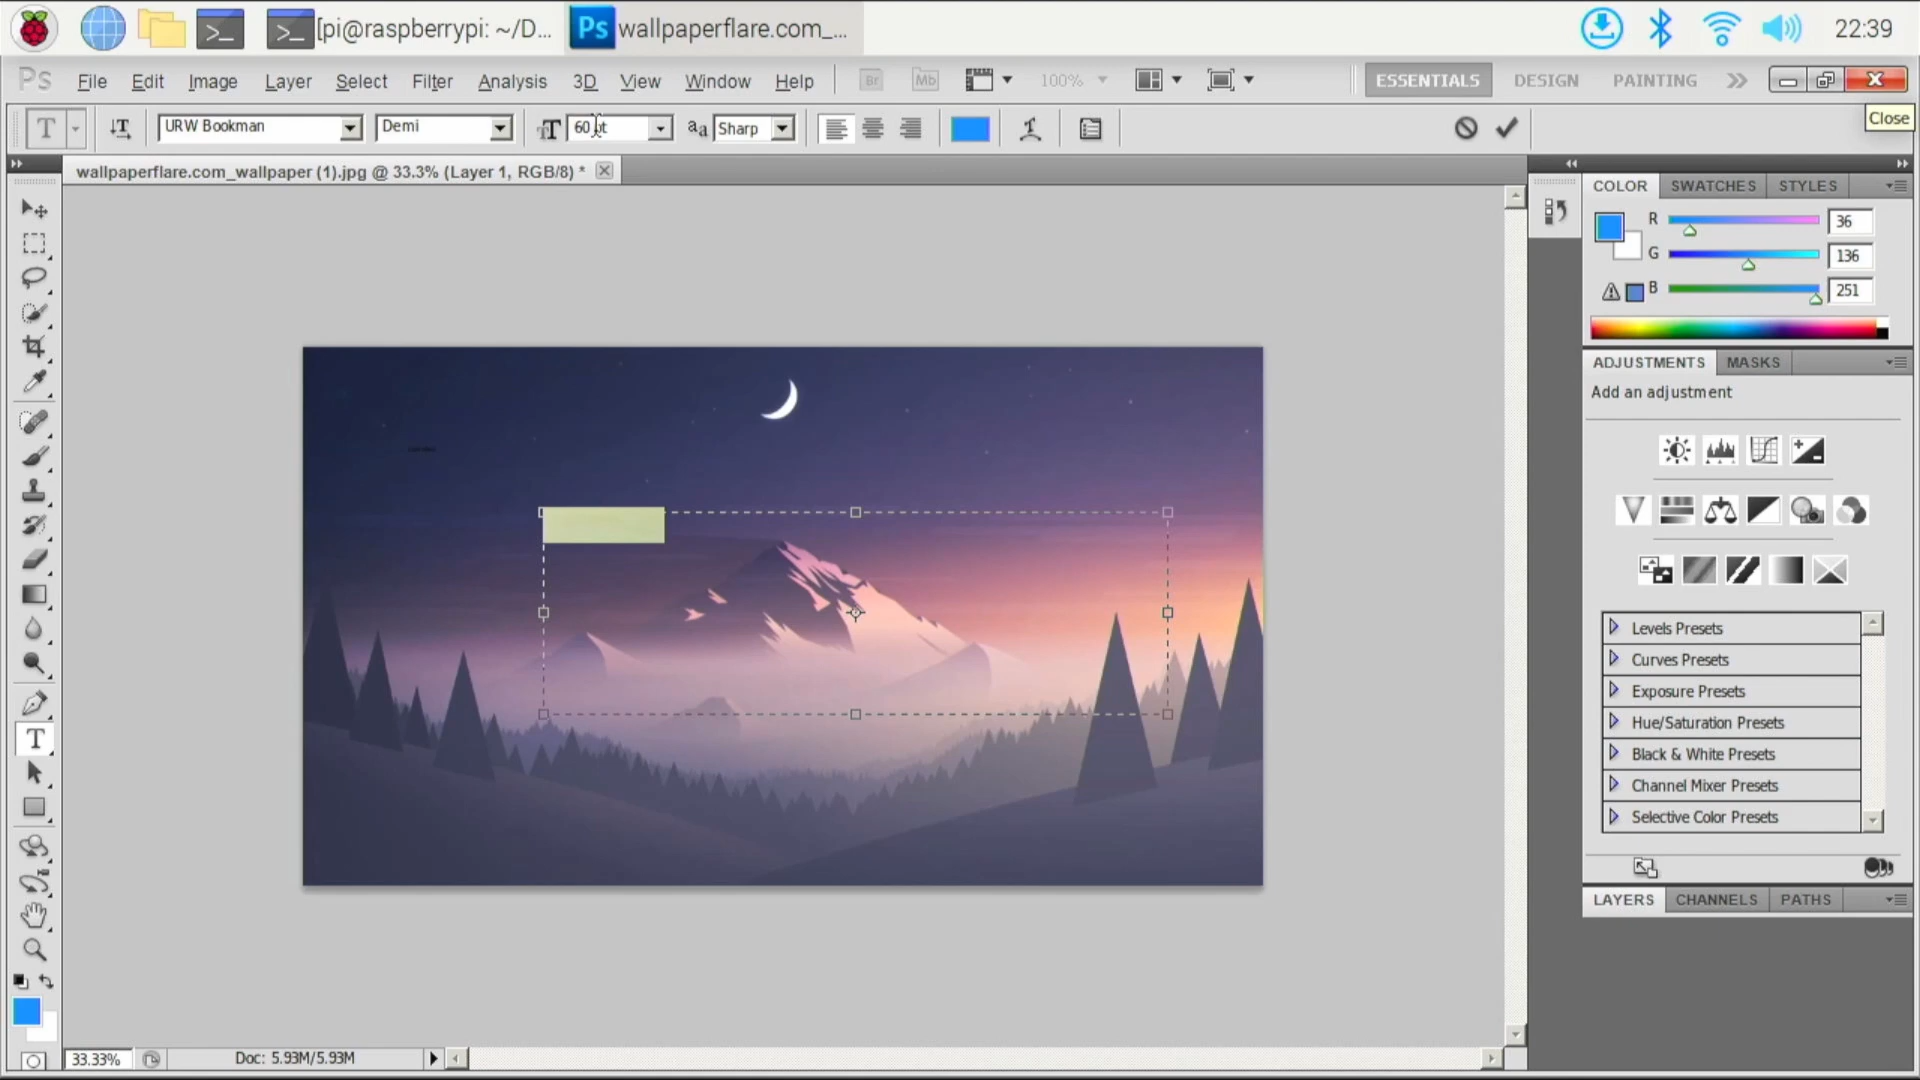 [pi@raspberrypi: ~/D... Ps wallpaperflare.com_... 22:39
Ps File Edit Image Layer Select Filter Analysis 3D View Window Help Br Mb 100% ESSENTIALS DESIGN PAINTING
T URW Bookman Demi 60 pt aa Sharp Close
wallpaperflare.com_wallpaper (1).jpg @ 33.3% (Layer 1, RGB/8) *
COLOR SWATCHES STYLES
R 36
G 136
B 251
ADJUSTMENTS MASKS
Add an adjustment
Levels Presets
Curves Presets
Exposure Presets
Hue/Saturation Presets
Black & White Presets
Channel Mixer Presets
Selective Color Presets
LAYERS CHANNELS PATHS
33.33% Doc: 5.93M/5.93M